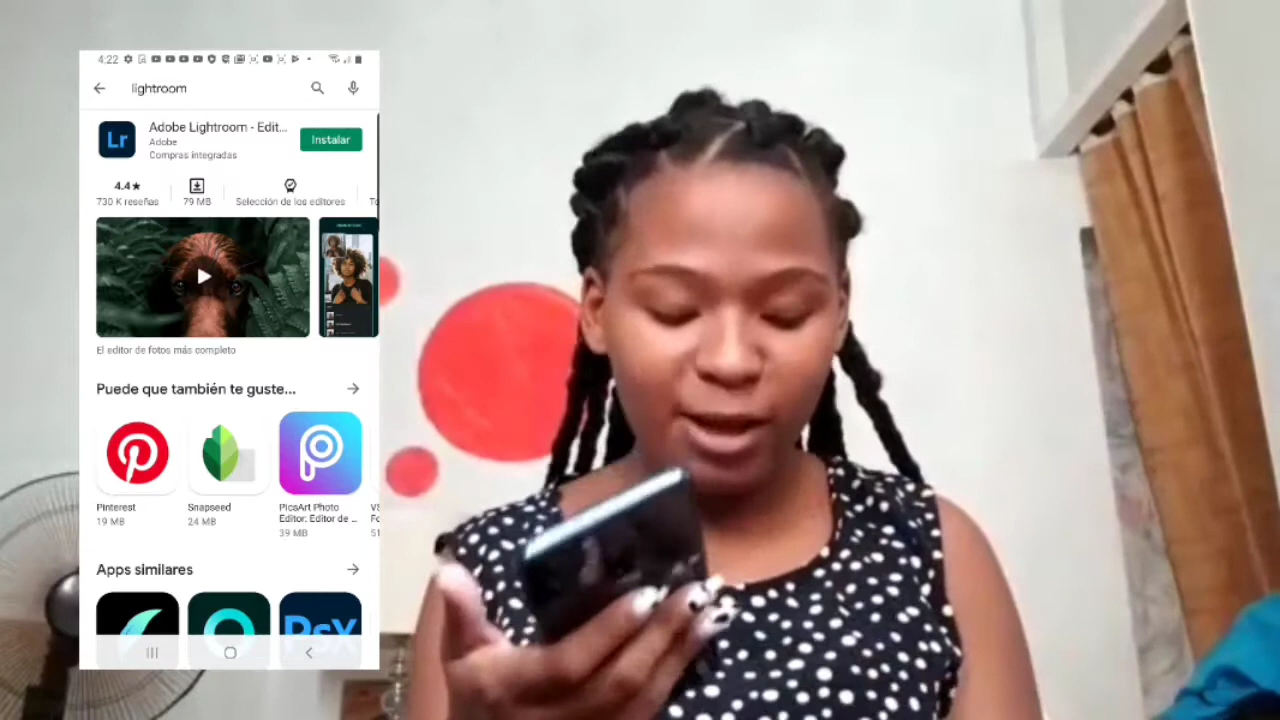 4:22
lightroom
Lr
Adobe Lightroom - Edit...
Adobe
Compras integradas
Instalar
4.4★
730 K reseñas
79 MB
Selección de los editores
El editor de fotos más completo
Puede que también te guste...
Pinterest
19 MB
Snapseed
24 MB
PicsArt Photo
Editor: Editor de ...
39 MB
Apps similares
PsX